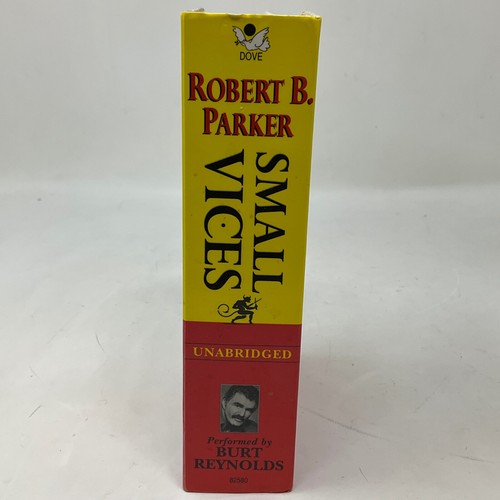 DOVE
ROBERT B.
PARKER
SMALL
VICES
UNABRIDGED
Performed by
BURT
REYNOLDS